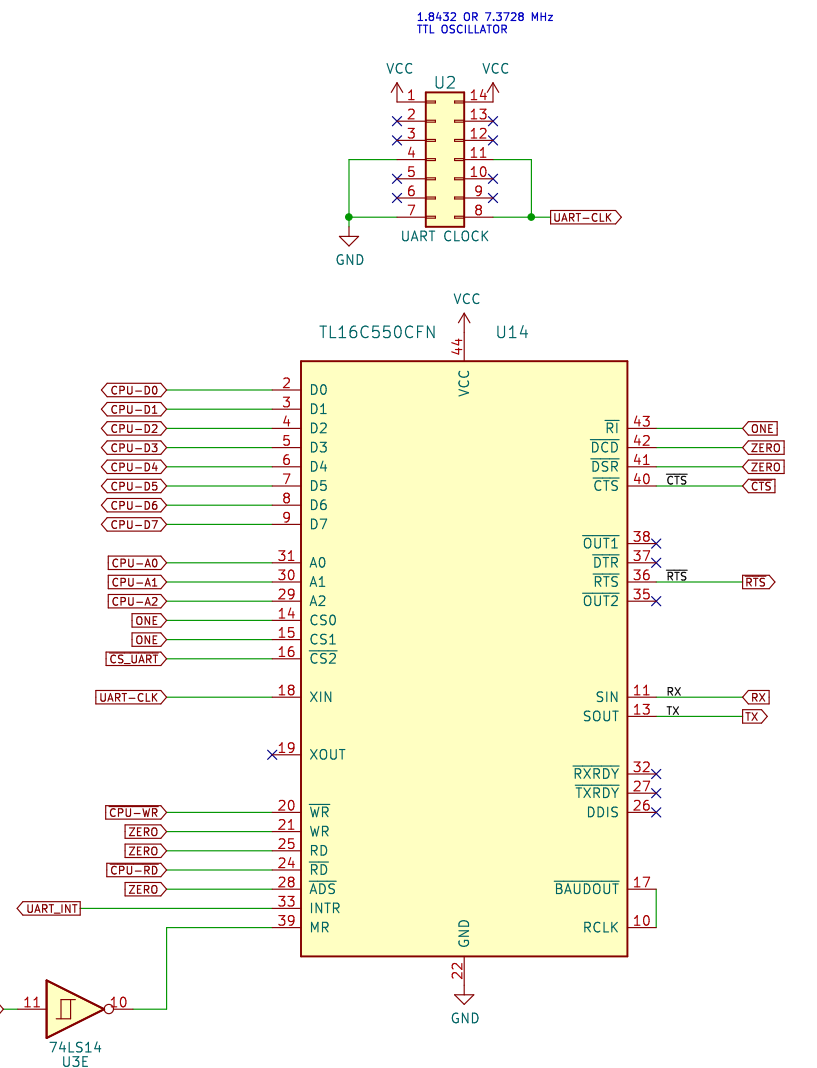 1.8432 OR 7.3728 MHz
TTL OSCILLATOR
VCC VCC
U2
1 14
2 13
3 12
4 11
5 10
6 9
7 8 UART-CLK
UART CLOCK
GND
VCC
TL16C550CFN U14
44
VCC
CPU-D0 2 D0
CPU-D1 3 D1
CPU-D2 4 D2 RI 43 ONE
CPU-D3 5 D3 DCD 42 ZERO
CPU-D4 6 D4 DSR 41 ZERO
CPU-D5 7 D5 CTS 40 CTS CTS
CPU-D6 8 D6
CPU-D7 9 D7
OUT1 38
CPU-A0 31 A0 DTR 37
CPU-A1 30 A1 RTS 36 RTS RTS
CPU-A2 29 A2 OUT2 35
ONE 14 CS0
ONE 15 CS1
CS_UART 16 CS2
UART-CLK 18 XIN SIN 11 RX RX
SOUT 13 TX TX
19 XOUT
RXRDY 32
TXRDY 27
CPU-WR 20 WR DDIS 26
ZERO 21 WR
ZERO 25 RD
CPU-RD 24 RD
ZERO 28 ADS BAUDOUT 17
UART_INT 33 INTR
39 MR RCLK 10
GND
22
GND
11 10
74LS14
U3E